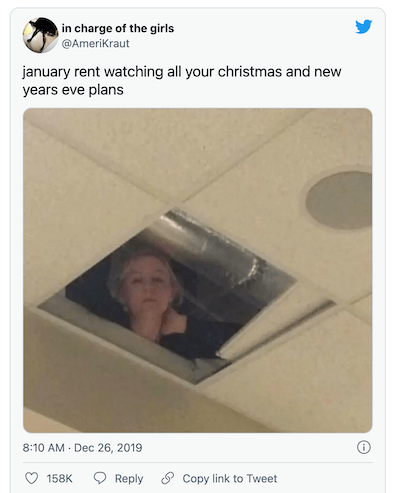 in charge of the girls
@AmeriKraut
january rent watching all your christmas and new
years eve plans
8:10 AM · Dec 26, 2019
158K Reply Copy link to Tweet